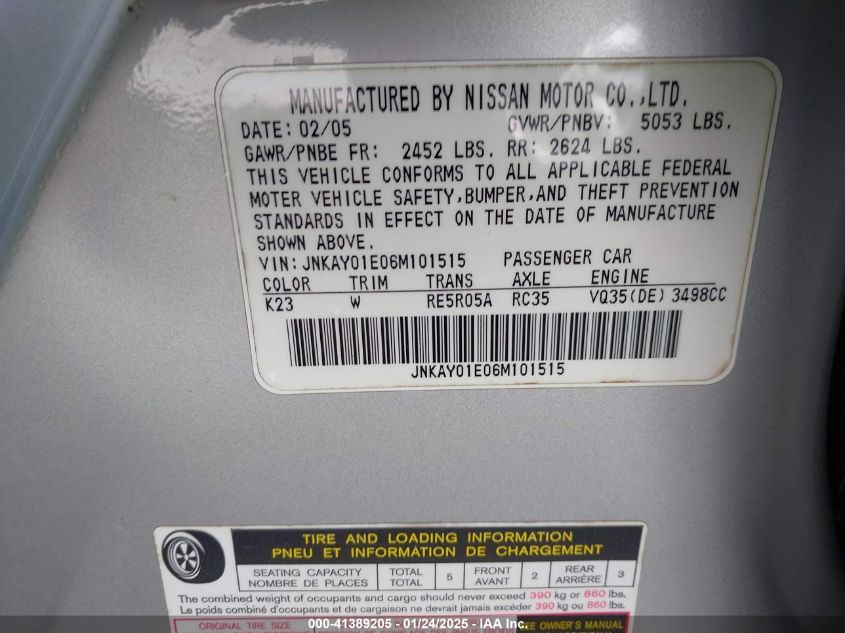 MANUFACTURED BY NISSAN MOTOR CO.,LTD.
DATE: 02/05 GVWR/PNBV: 5053 LBS.
GAWR/PNBE FR: 2452 LBS. RR: 2624 LBS.
THIS VEHICLE CONFORMS TO ALL APPLICABLE FEDERAL
MOTER VEHICLE SAFETY,BUMPER,AND THEFT PREVENTION
STANDARDS IN EFFECT ON THE DATE OF MANUFACTURE
SHOWN ABOVE.
VIN: JNKAY01E06M101515 PASSENGER CAR
COLOR TRIM TRANS AXLE ENGINE
K23 W RE5R05A RC35 VQ35(DE) 3498CC
JNKAY01E06M101515
TIRE AND LOADING INFORMATION
PNEU ET INFORMATION DE CHARGEMENT
SEATING CAPACITY TOTAL 5 FRONT 2 REAR 3
NOMBRE DE PLACES TOTAL AVANT ARRIÈRE
The combined weight of occupants and cargo should never exceed 390 kg or 860 lbs.
Le poids combiné d'occupants et de cargaison ne devrait jamais excéder 390 kg ou 860 lbs.
ORIGINAL TIRE SIZE SEE OWNER'S MANUAL
000-41389205 - 01/24/2025 - IAA Inc.